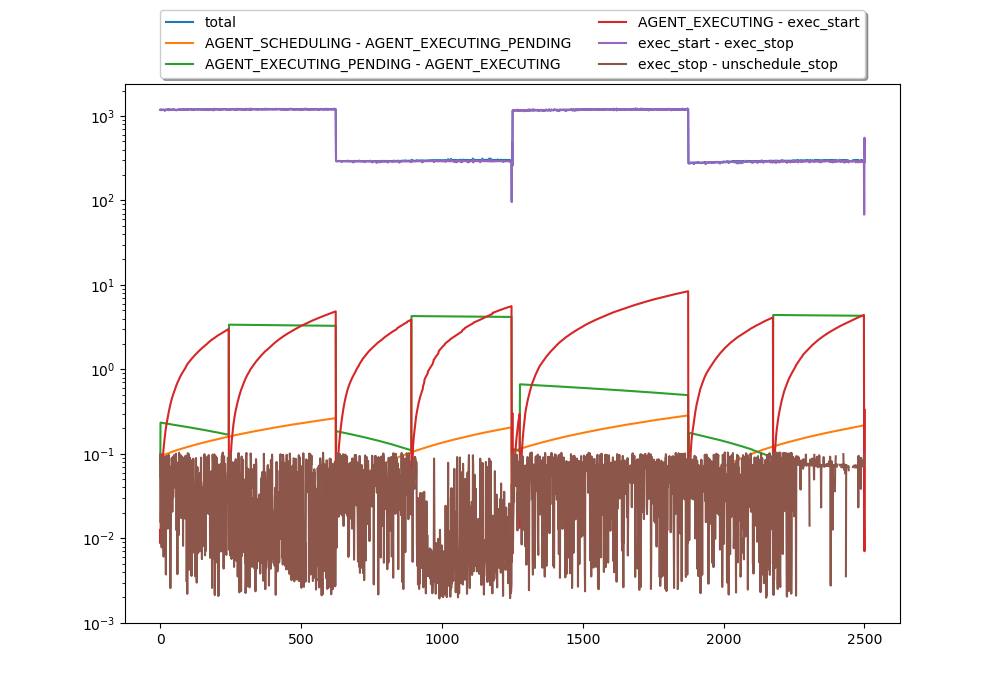 total
AGENT_SCHEDULING - AGENT_EXECUTING_PENDING
AGENT_EXECUTING_PENDING - AGENT_EXECUTING
AGENT_EXECUTING - exec_start
exec_start - exec_stop
exec_stop - unschedule_stop
10³
10²
10¹
10⁰
10⁻¹
10⁻²
10⁻³
0 500 1000 1500 2000 2500